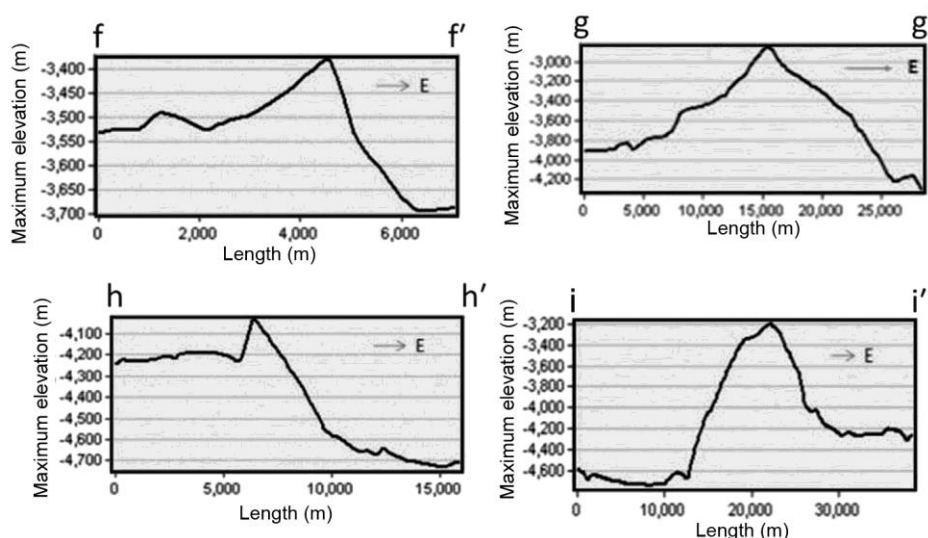 f f′
Maximum elevation (m)
-3,400
-3,450
-3,500
-3,550
-3,600
-3,650
-3,700
E
0 2,000 4,000 6,000
Length (m)
g g
Maximum elevation (m)
-3,000
-3,400
-3,800
-4,000
-4,200
E
0 5,000 10,000 15,000 20,000 25,000
Length (m)
h h′
Maximum elevation (m)
-4,100
-4,200
-4,300
-4,400
-4,500
-4,600
-4,700
E
0 5,000 10,000 15,000
Length (m)
i i′
Maximum elevation (m)
-3,200
-3,400
-3,600
-3,800
-4,000
-4,200
-4,400
-4,600
E
0 10,000 20,000 30,000
Length (m)